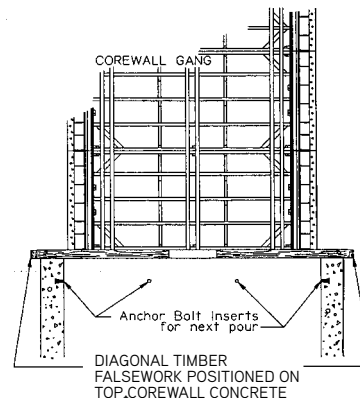 COREWALL GANG
Anchor Bolt Inserts
for next pour
DIAGONAL TIMBER
FALSEWORK POSITIONED ON
TOP COREWALL CONCRETE